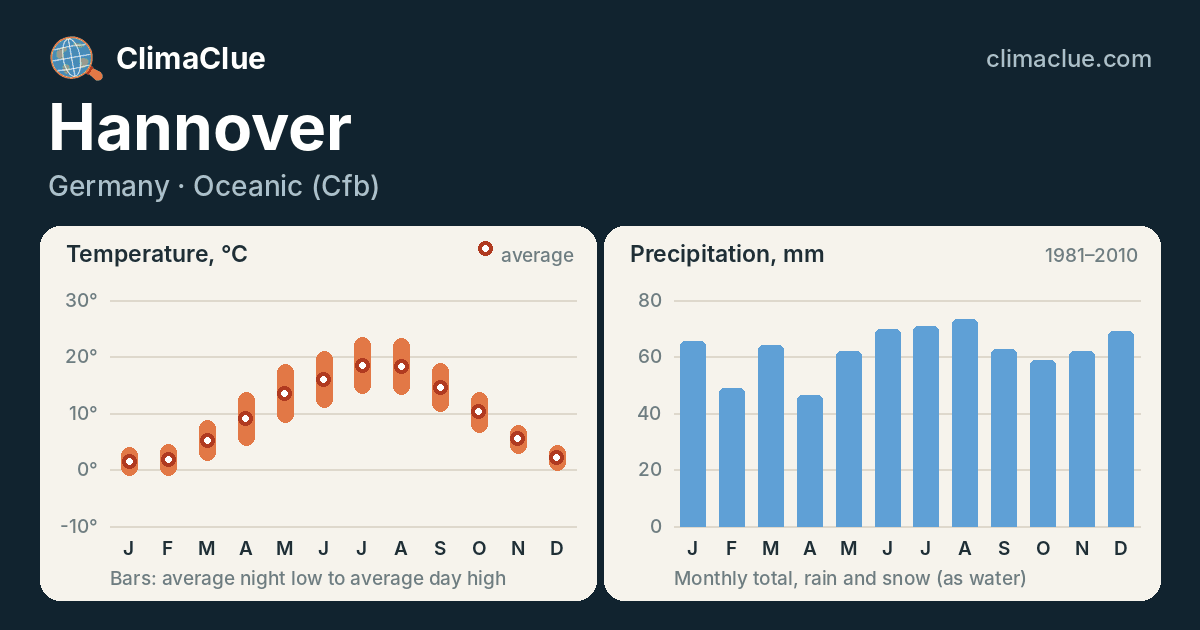 ClimaClue
climaclue.com
Hannover
Germany · Oceanic (Cfb)
Temperature, °C
average
30°
20°
10°
0°
-10°
J F M A M J J A S O N D
Bars: average night low to average day high
Precipitation, mm
1981–2010
80
60
40
20
0
J F M A M J J A S O N D
Monthly total, rain and snow (as water)